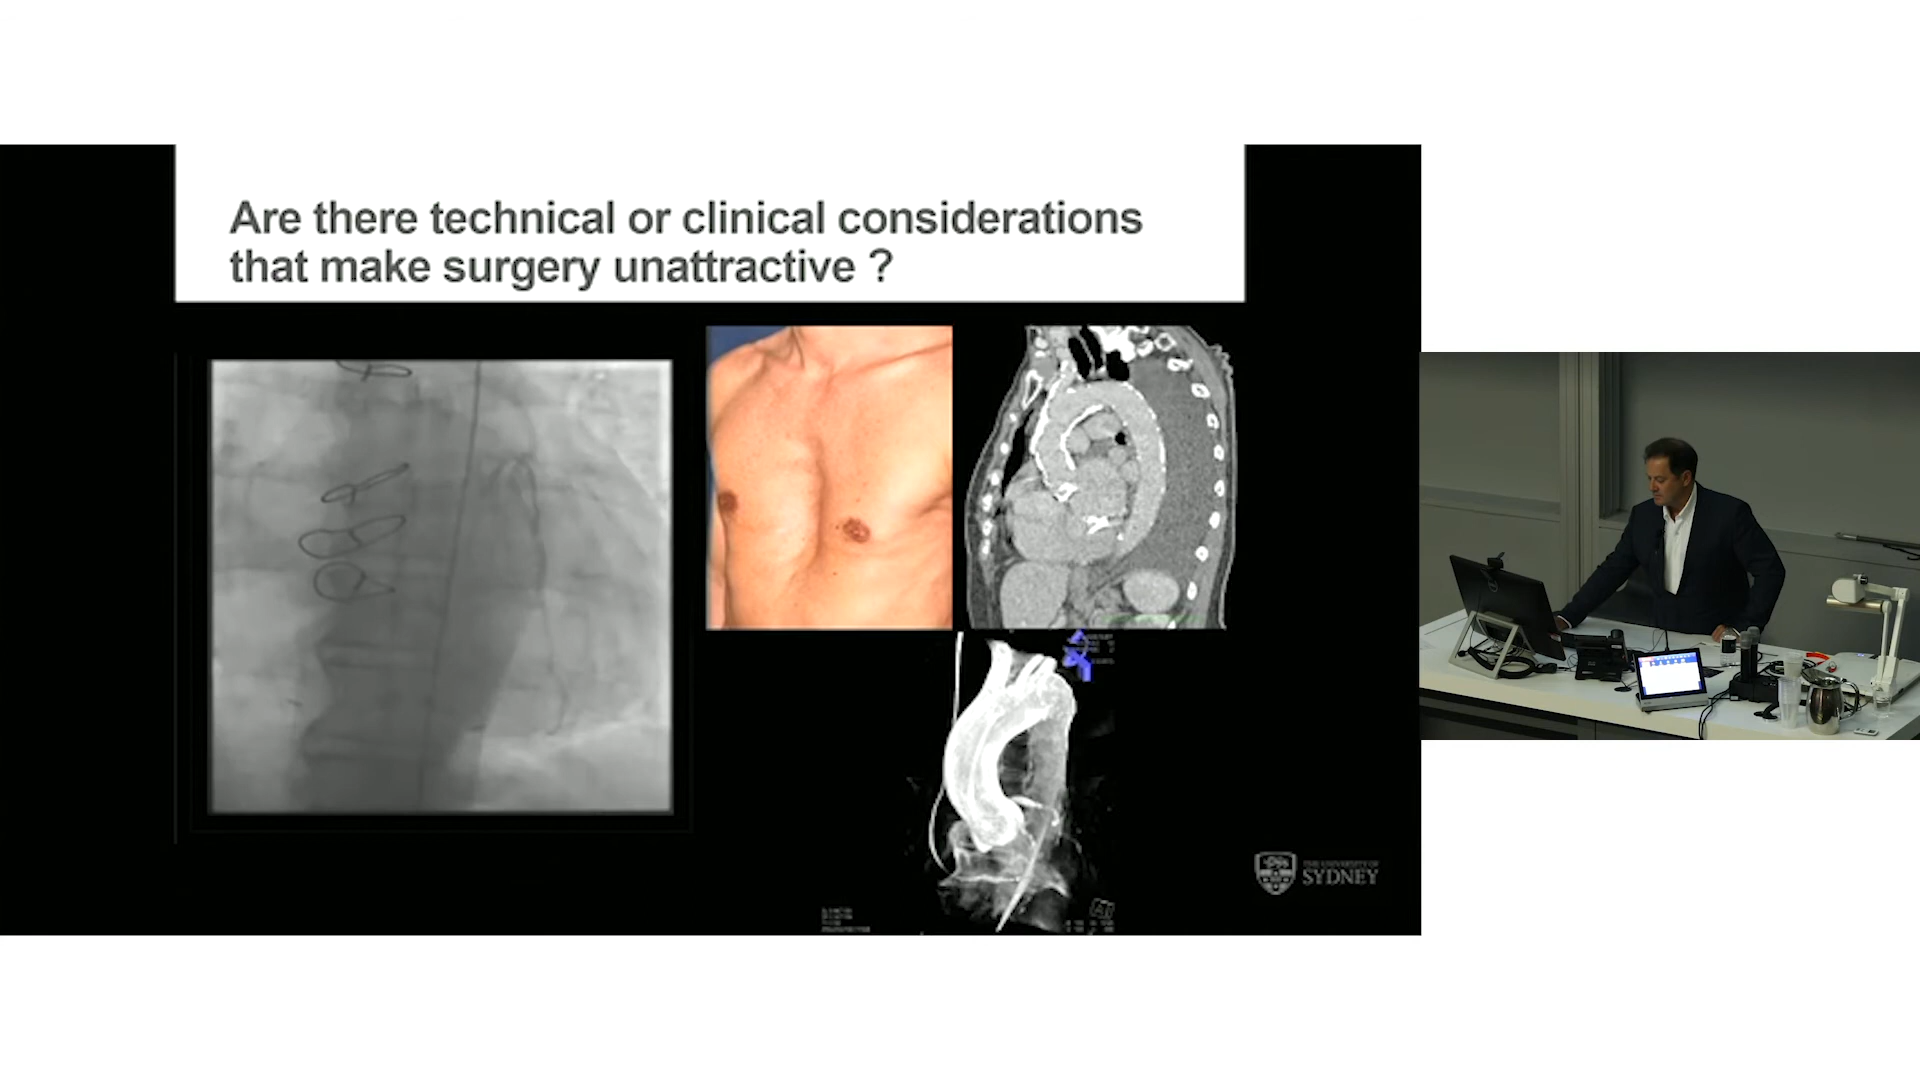 Are there technical or clinical considerations
that make surgery unattractive ?
THE UNIVERSITY OF
SYDNEY